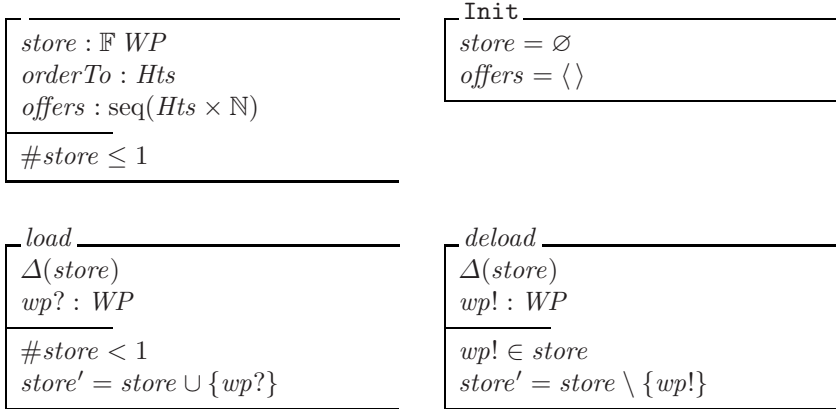 store : 𝔽 WP
orderTo : Hts
offers : seq(Hts × ℕ)
#store ≤ 1
Init
store = ∅
offers = ⟨ ⟩
load
Δ(store)
wp? : WP
#store < 1
store′ = store ∪ {wp?}
deload
Δ(store)
wp! : WP
wp! ∈ store
store′ = store \ {wp!}